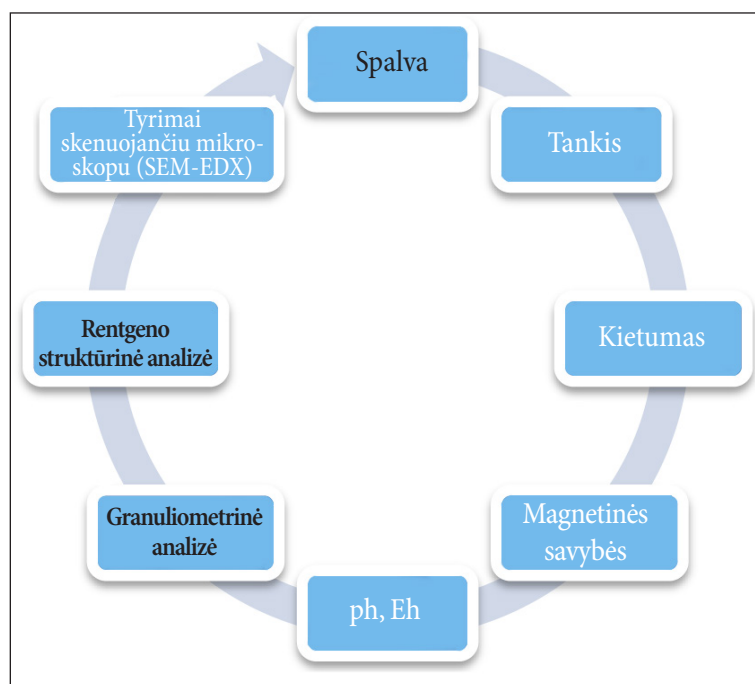 Spalva
Tankis
Kietumas
Magnetinės
savybės
ph, Eh
Granuliometrinė
analizė
Rentgeno
struktūrinė analizė
Tyrimai
skenuojančiu mikro-
skopu (SEM-EDX)